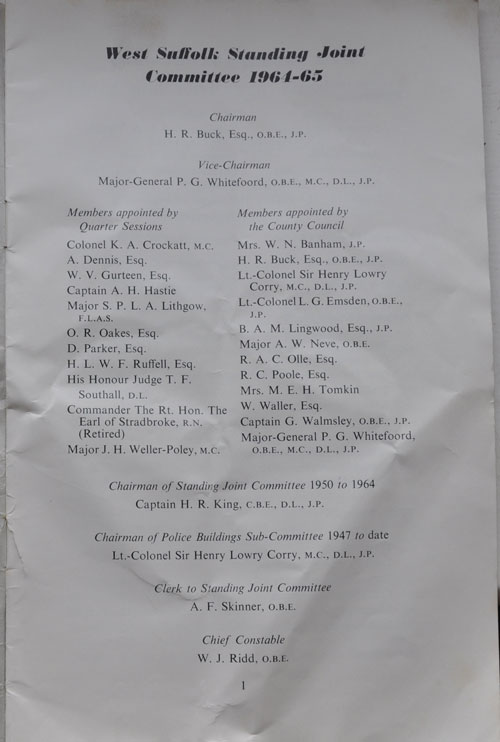 West Suffolk Standing Joint
Committee 1964-65
Chairman
H. R. Buck, Esq., O.B.E., J.P.
Vice-Chairman
Major-General P. G. Whitefoord, O.B.E., M.C., D.L., J.P.
Members appointed by
Quarter Sessions
Colonel K. A. Crockatt, M.C.
A. Dennis, Esq.
W. V. Gurteen, Esq.
Captain A. H. Hastie
Major S. P. L. A. Lithgow,
F.L.A.S.
O. R. Oakes, Esq.
D. Parker, Esq.
H. L. W. F. Ruffell, Esq.
His Honour Judge T. F.
Southall, D.L.
Commander The Rt. Hon. The
Earl of Stradbroke, R.N.
(Retired)
Major J. H. Weller-Poley, M.C.
Members appointed by
the County Council
Mrs. W. N. Banham, J.P.
H. R. Buck, Esq., O.B.E., J.P.
Lt.-Colonel Sir Henry Lowry
Corry, M.C., D.L., J.P.
Lt.-Colonel L. G. Emsden, O.B.E.,
J.P.
B. A. M. Lingwood, Esq., J.P.
Major A. W. Neve, O.B.E.
R. A. C. Olle, Esq.
R. C. Poole, Esq.
Mrs. M. E. H. Tomkin
W. Waller, Esq.
Captain G. Walmsley, O.B.E., J.P.
Major-General P. G. Whitefoord,
O.B.E., M.C., D.L., J.P.
Chairman of Standing Joint Committee 1950 to 1964
Captain H. R. King, C.B.E., D.L., J.P.
Chairman of Police Buildings Sub-Committee 1947 to date
Lt.-Colonel Sir Henry Lowry Corry, M.C., D.L., J.P.
Clerk to Standing Joint Committee
A. F. Skinner, O.B.E.
Chief Constable
W. J. Ridd, O.B.E.
1